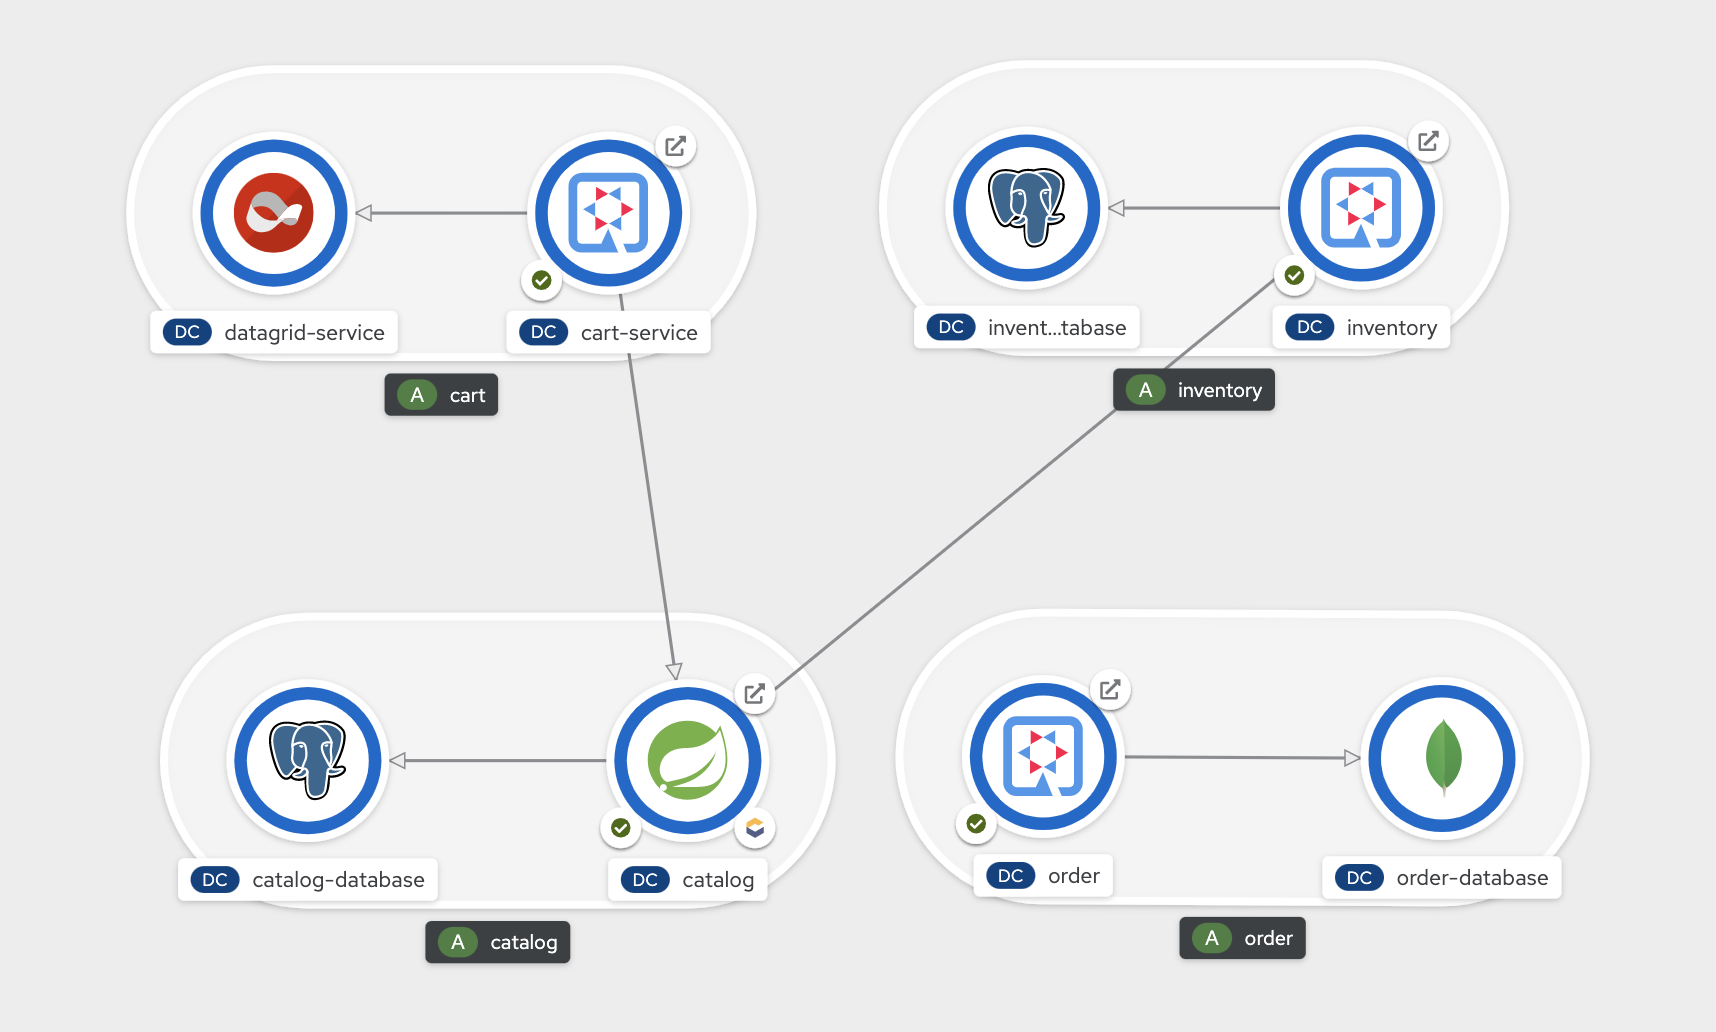 DC datagrid-service
DC cart-service
A cart
DC invent...tabase
DC inventory
A inventory
DC catalog-database
DC catalog
A catalog
DC order
DC order-database
A order